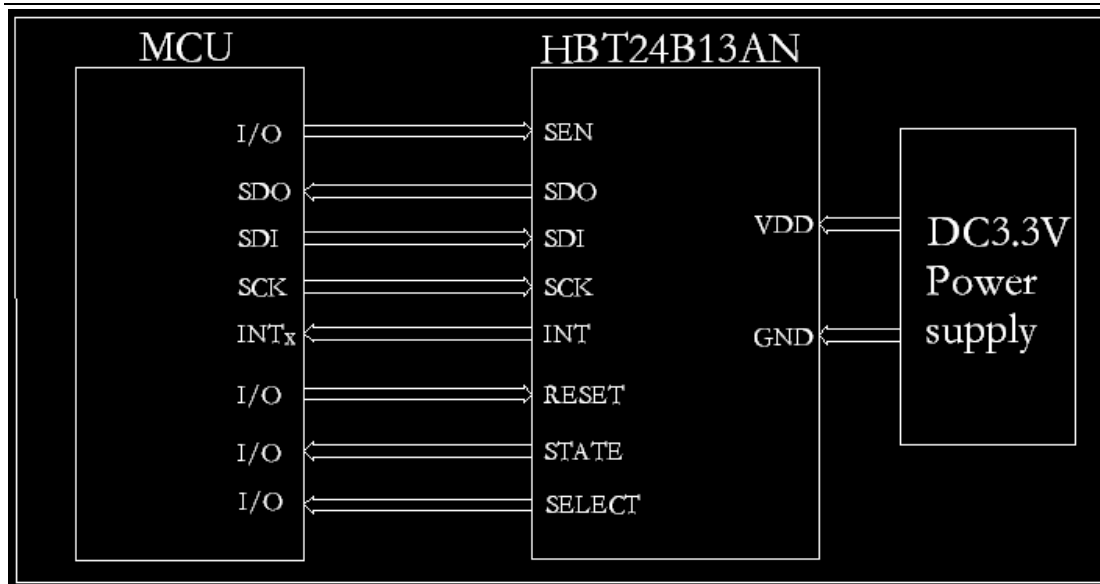 MCU
HBT24B13AN
I/O
SEN
SDO
SDO
SDI
SDI
SCK
SCK
INTx
INT
I/O
RESET
I/O
STATE
I/O
SELECT
VDD
GND
DC3.3V
Power
supply